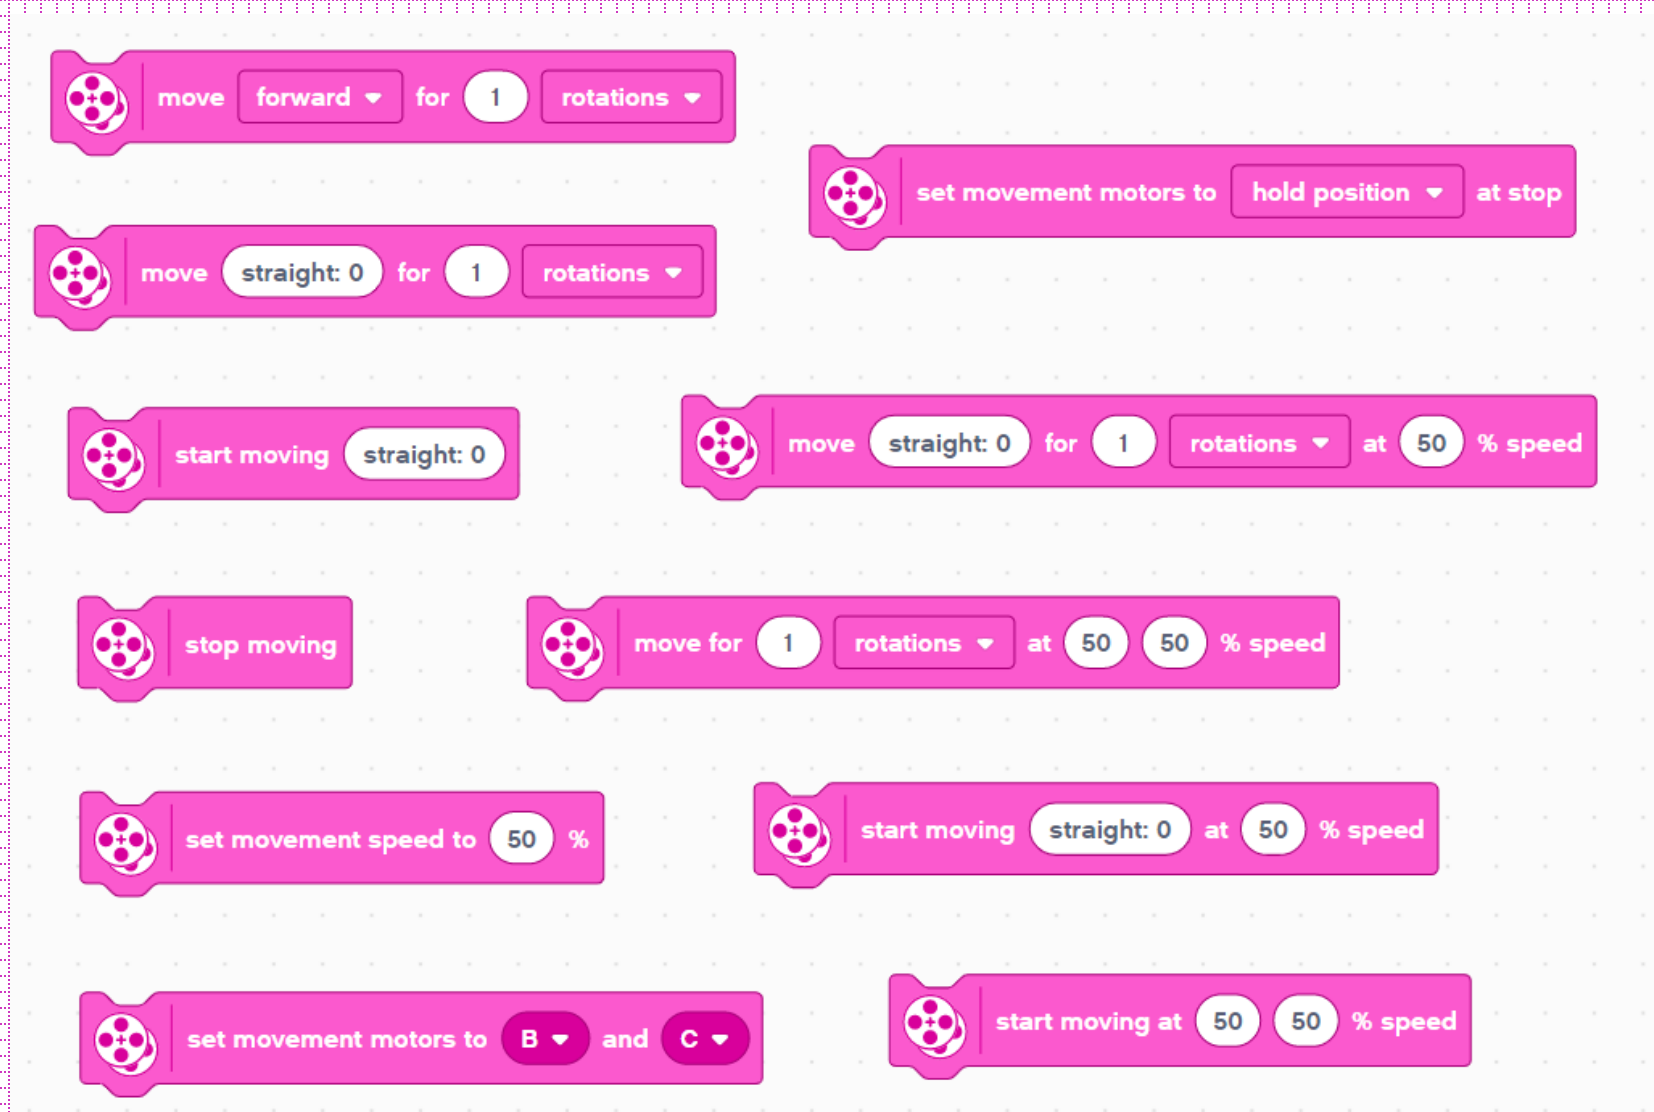 move forward for 1 rotations
set movement motors to hold position at stop
move straight: 0 for 1 rotations
start moving straight: 0
move straight: 0 for 1 rotations at 50 % speed
stop moving
move for 1 rotations at 50 50 % speed
set movement speed to 50 %
start moving straight: 0 at 50 % speed
set movement motors to B and C
start moving at 50 50 % speed